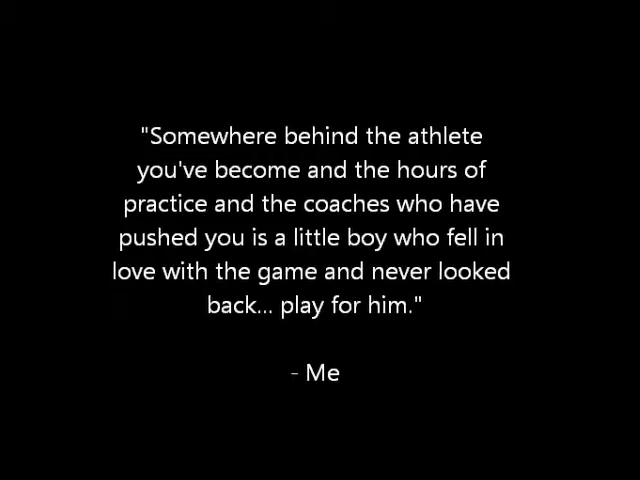 "Somewhere behind the athlete
you've become and the hours of
practice and the coaches who have
pushed you is a little boy who fell in
love with the game and never looked
back... play for him."
- Me